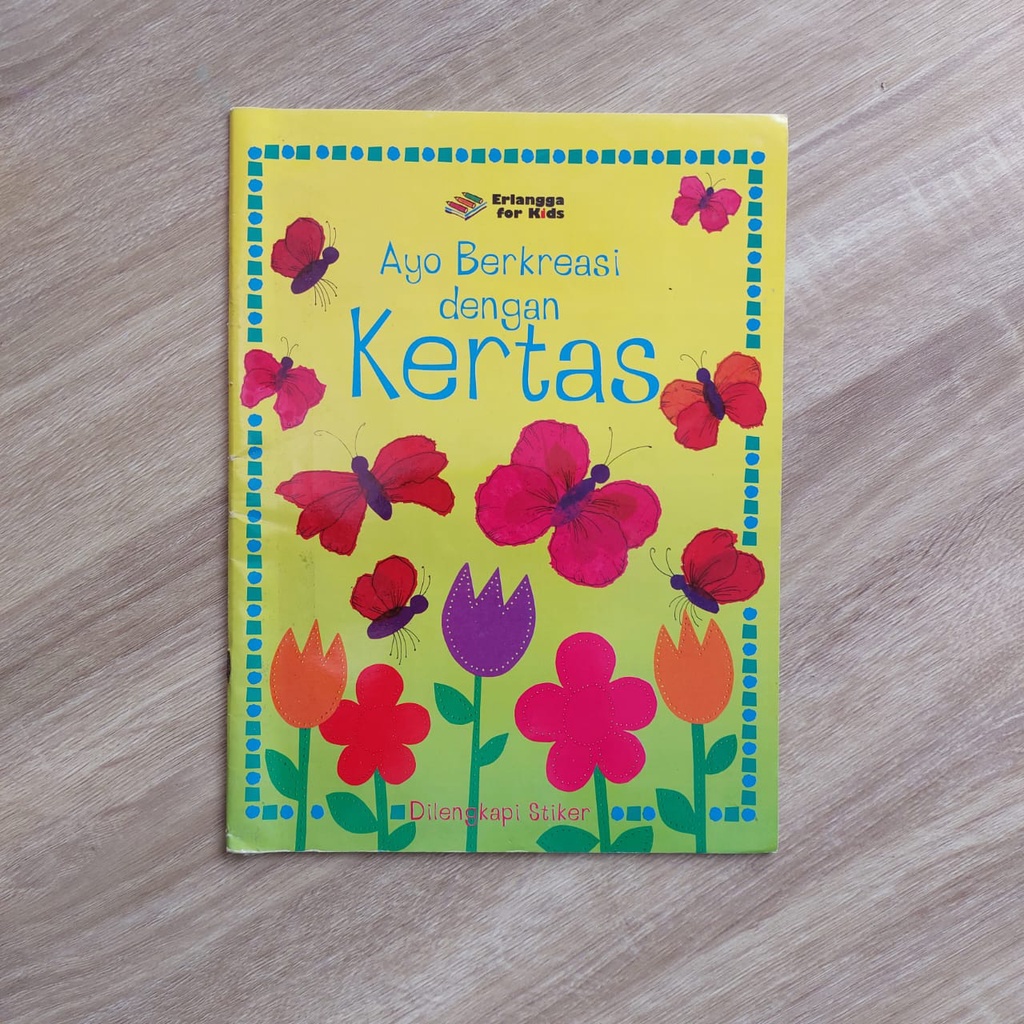 Erlangga
for Kids
Ayo Berkreasi
dengan
Kertas
Dilengkapi Stiker